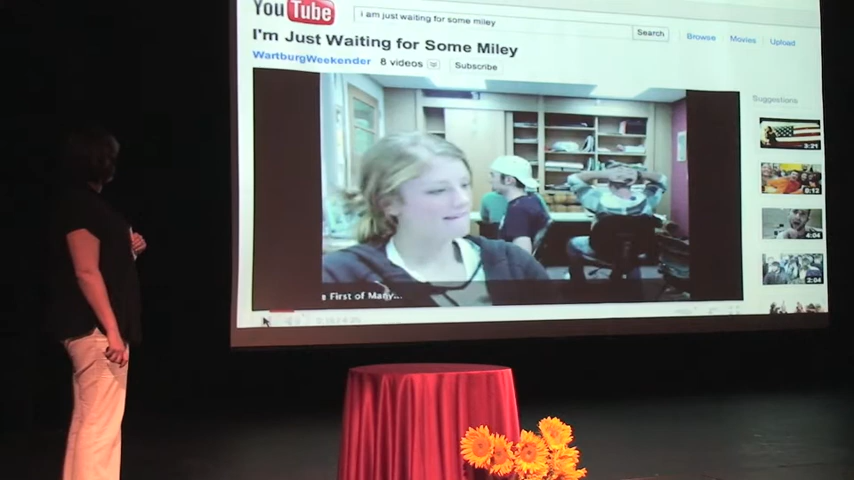 YouTube
i am just waiting for some miley
Search
Browse
Movies
Upload
I'm Just Waiting for Some Miley
WartburgWeekender 8 videos Subscribe
Suggestions
3:21
0:12
4:04
2:04
First of Many...